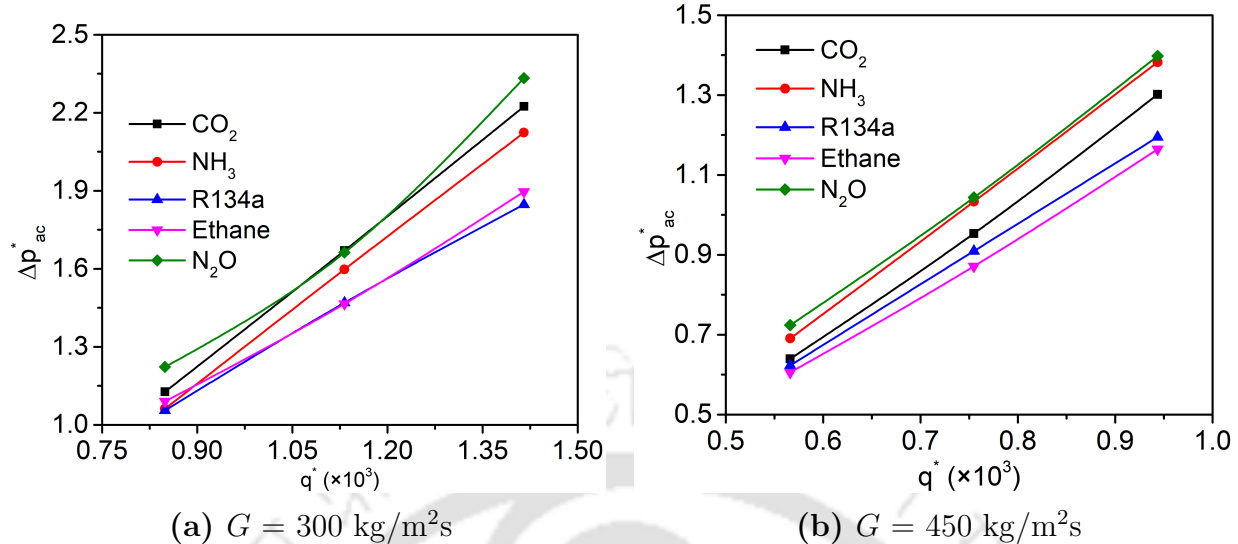 2.5
2.2
1.9
1.6
1.3
1.0
Δp*ac
CO2
NH3
R134a
Ethane
N2O
0.75 0.90 1.05 1.20 1.35 1.50
q* (×10³)
(a) G = 300 kg/m²s
1.5
1.3
1.1
0.9
0.7
0.5
Δp*ac
CO2
NH3
R134a
Ethane
N2O
0.5 0.6 0.7 0.8 0.9 1.0
q* (×10³)
(b) G = 450 kg/m²s